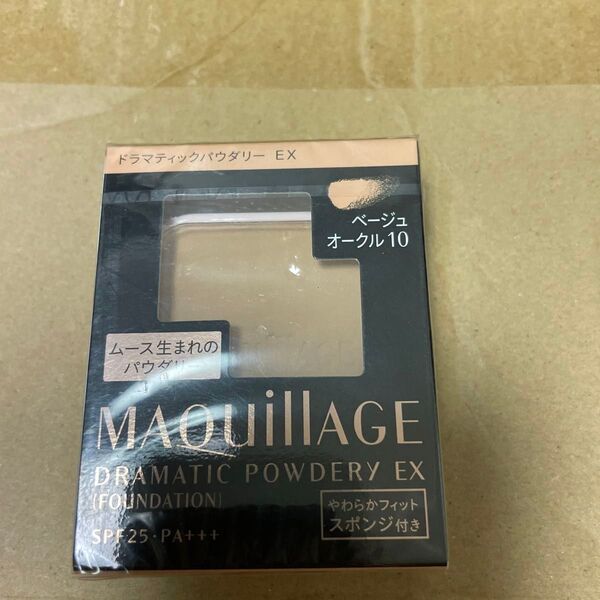 ドラマティックパウダリー EX
ベージュ
オークル10
ムース生まれの
パウダリー
MAQuillAGE
DRAMATIC POWDERY EX
(FOUNDATION)
SPF25・PA+++
やわらかフィット
スポンジ付き